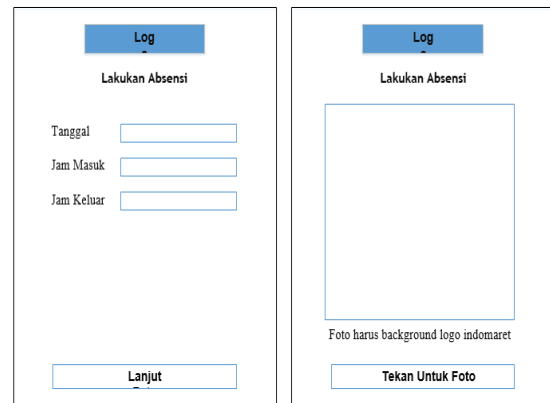 Log
Lakukan Absensi
Tanggal
Jam Masuk
Jam Keluar
Lanjut
Log
Lakukan Absensi
Foto harus background logo indomaret
Tekan Untuk Foto